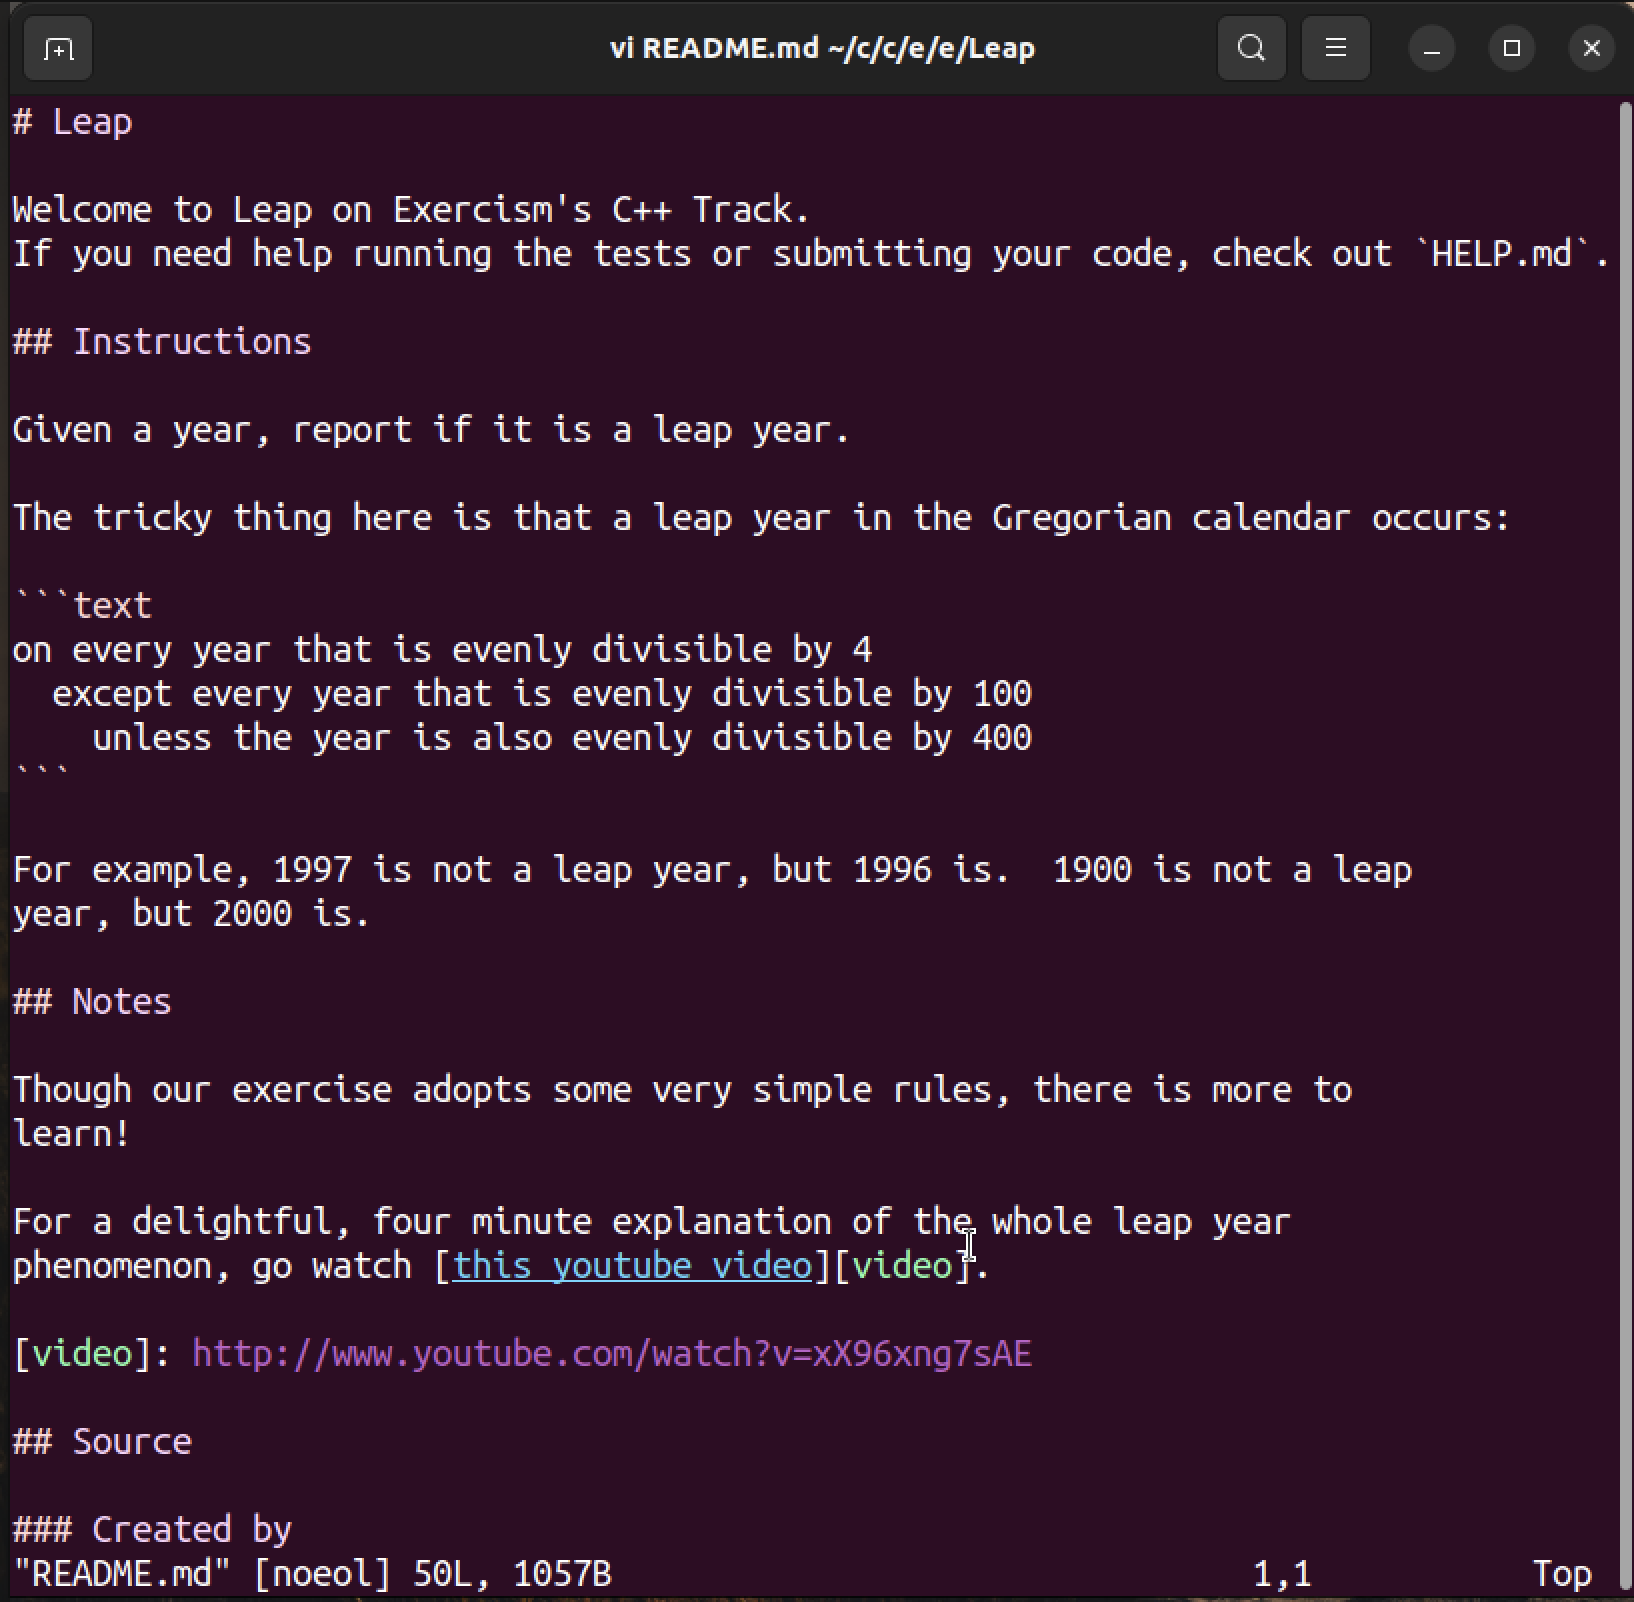 vi README.md ~/c/c/e/e/Leap
# Leap
Welcome to Leap on Exercism's C++ Track.
If you need help running the tests or submitting your code, check out `HELP.md`.
## Instructions
Given a year, report if it is a leap year.
The tricky thing here is that a leap year in the Gregorian calendar occurs:
```text
on every year that is evenly divisible by 4
  except every year that is evenly divisible by 100
    unless the year is also evenly divisible by 400
```
For example, 1997 is not a leap year, but 1996 is.  1900 is not a leap
year, but 2000 is.
## Notes
Though our exercise adopts some very simple rules, there is more to
learn!
For a delightful, four minute explanation of the whole leap year
phenomenon, go watch [this youtube video][video].
[video]: http://www.youtube.com/watch?v=xX96xng7sAE
## Source
### Created by
"README.md" [noeol] 50L, 1057B 1,1 Top